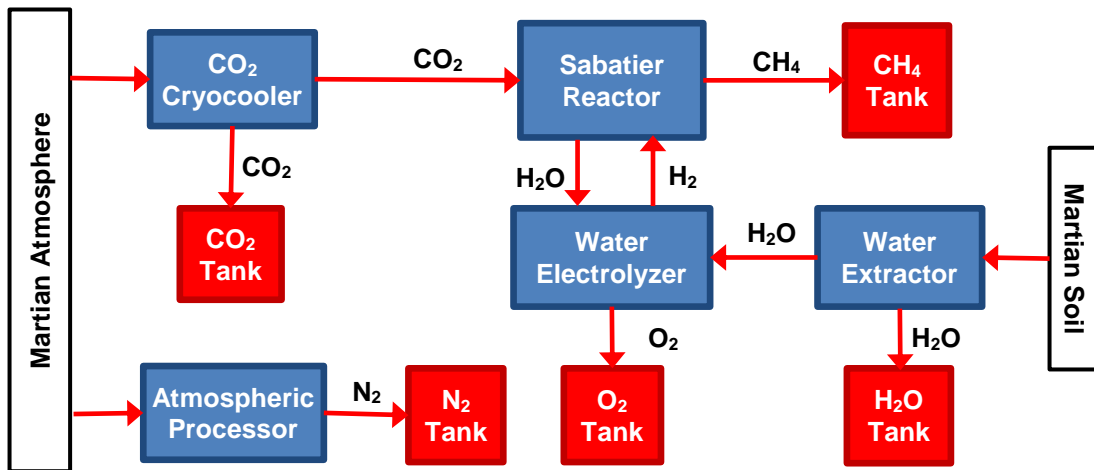 Martian Atmosphere
CO₂
Cryocooler
CO₂
Sabatier
Reactor
CH₄
CH₄
Tank
CO₂
H₂O
H₂
Martian Soil
CO₂
Tank
Water
Electrolyzer
H₂O
Water
Extractor
O₂
H₂O
Atmospheric
Processor
N₂
N₂
Tank
O₂
Tank
H₂O
Tank